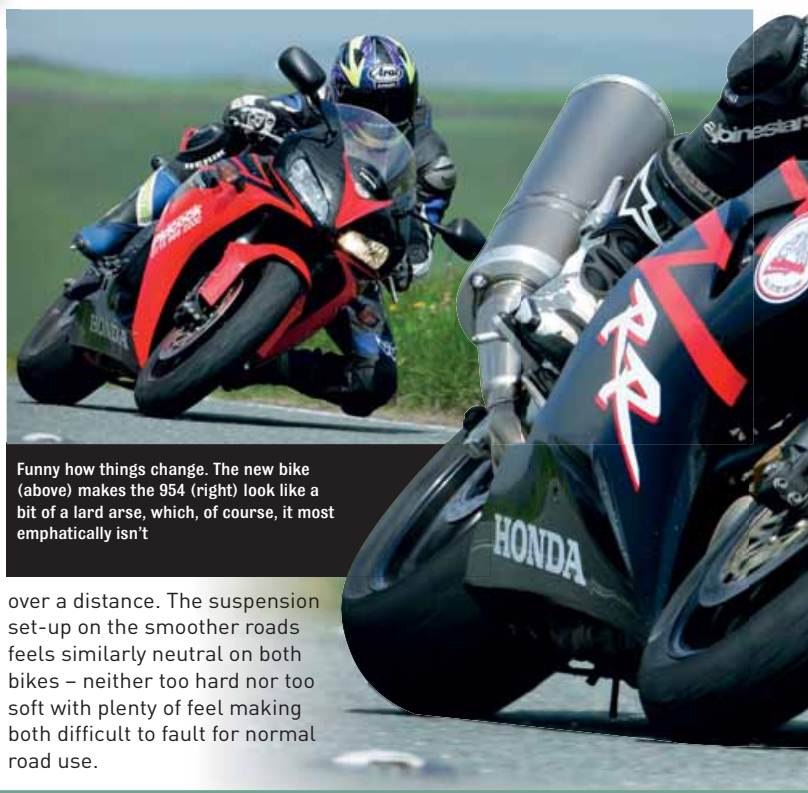 Arai
HONDA
alpinestars
RR
HONDA
Funny how things change. The new bike
(above) makes the 954 (right) look like a
bit of a lard arse, which, of course, it most
emphatically isn't
over a distance. The suspension
set-up on the smoother roads
feels similarly neutral on both
bikes – neither too hard nor too
soft with plenty of feel making
both difficult to fault for normal
road use.